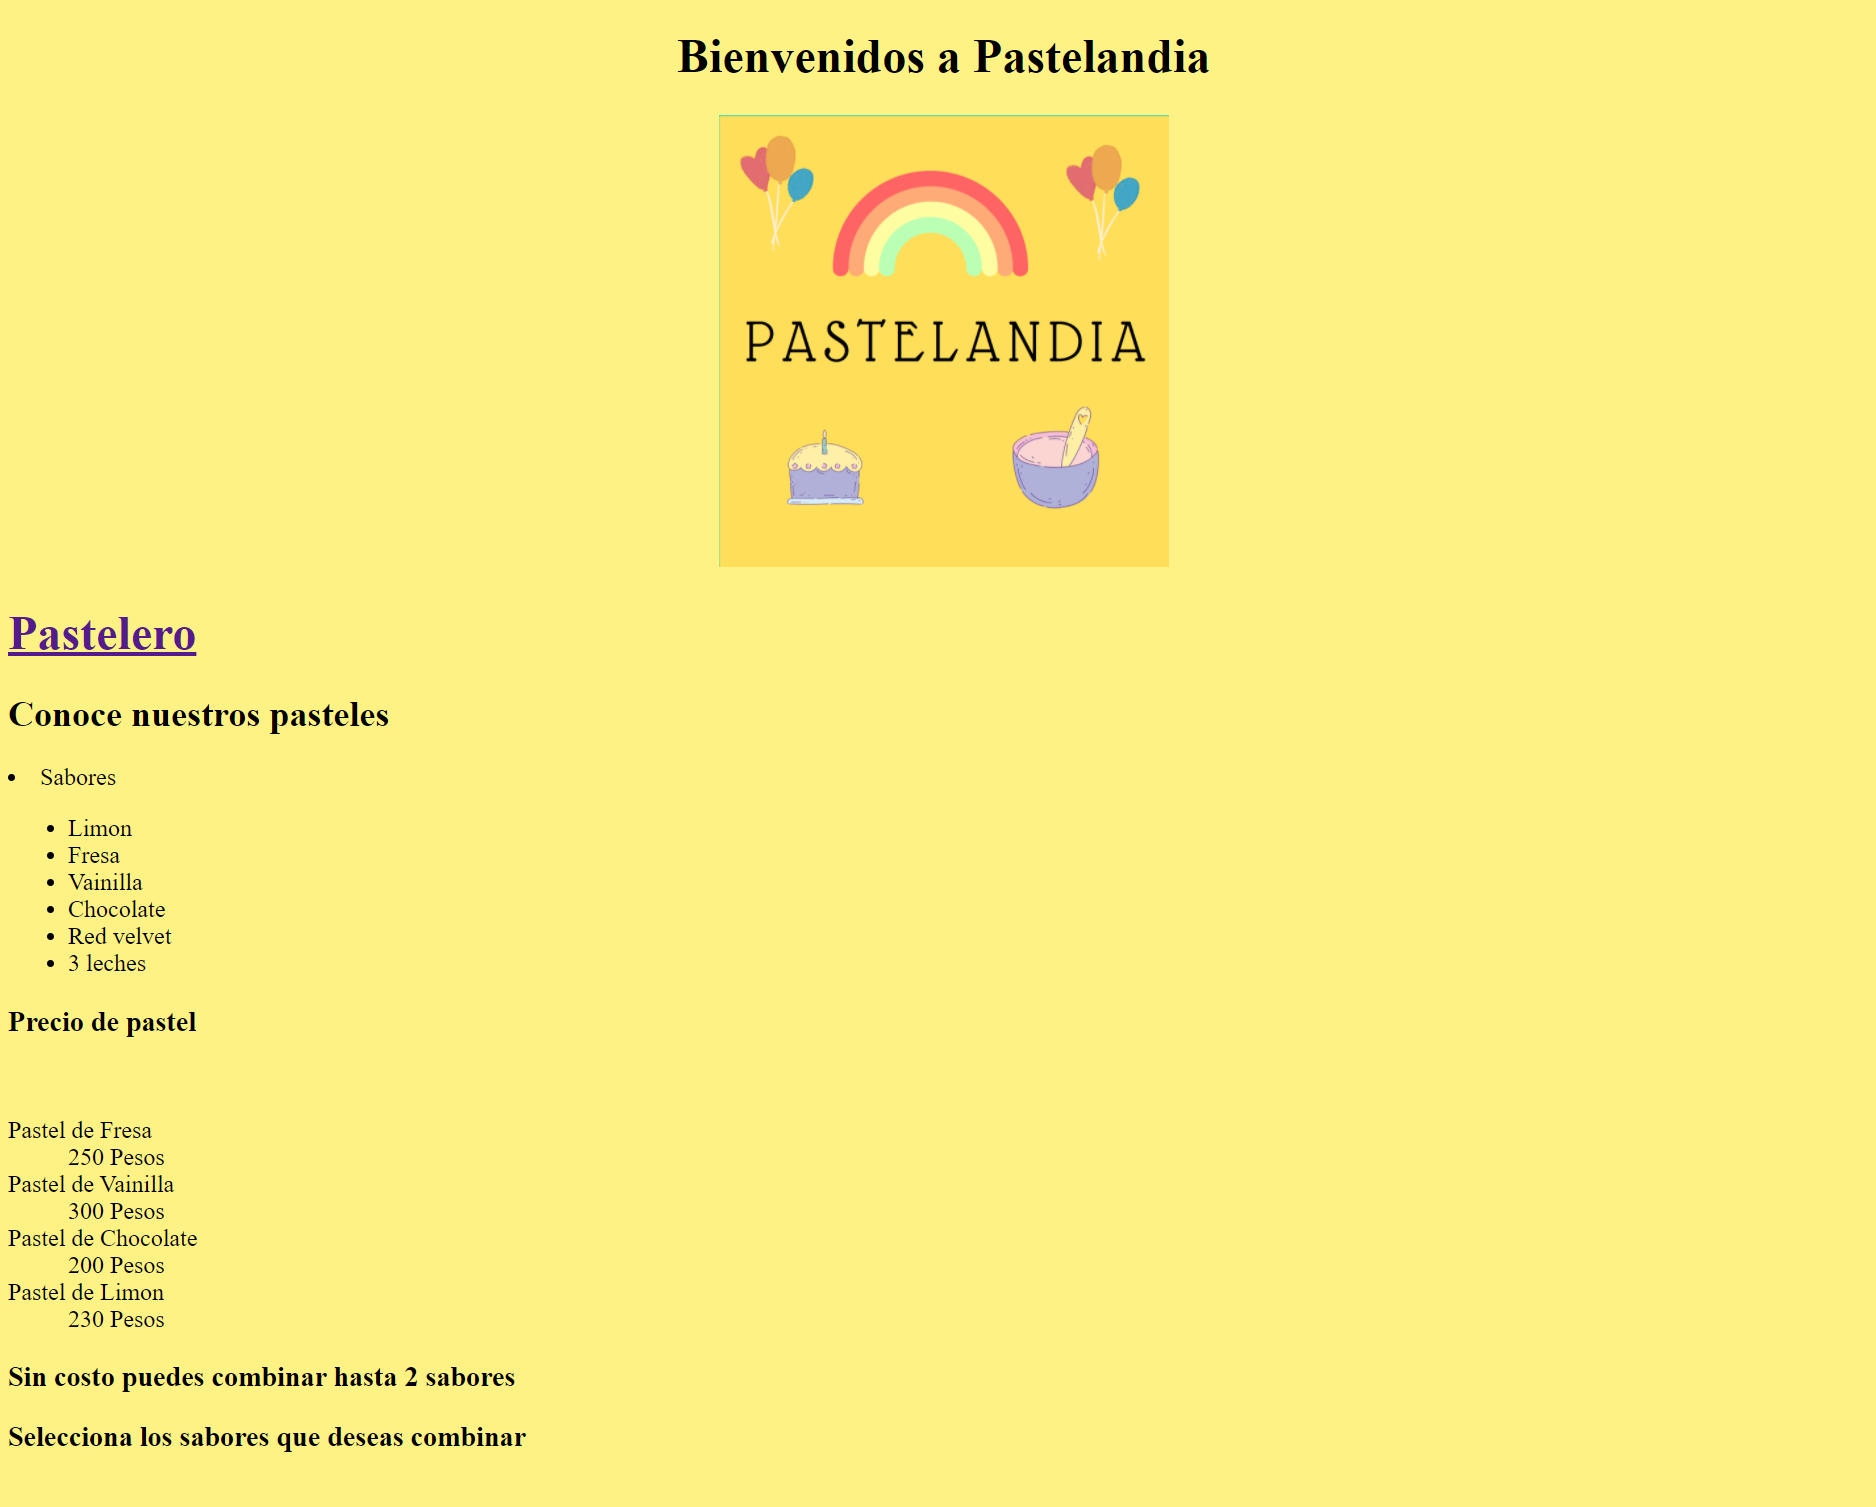 Bienvenidos a Pastelandia
PASTELANDIA
Pastelero
Conoce nuestros pasteles
Sabores
Limon
Fresa
Vainilla
Chocolate
Red velvet
3 leches
Precio de pastel
Pastel de Fresa
250 Pesos
Pastel de Vainilla
300 Pesos
Pastel de Chocolate
200 Pesos
Pastel de Limon
230 Pesos
Sin costo puedes combinar hasta 2 sabores
Selecciona los sabores que deseas combinar